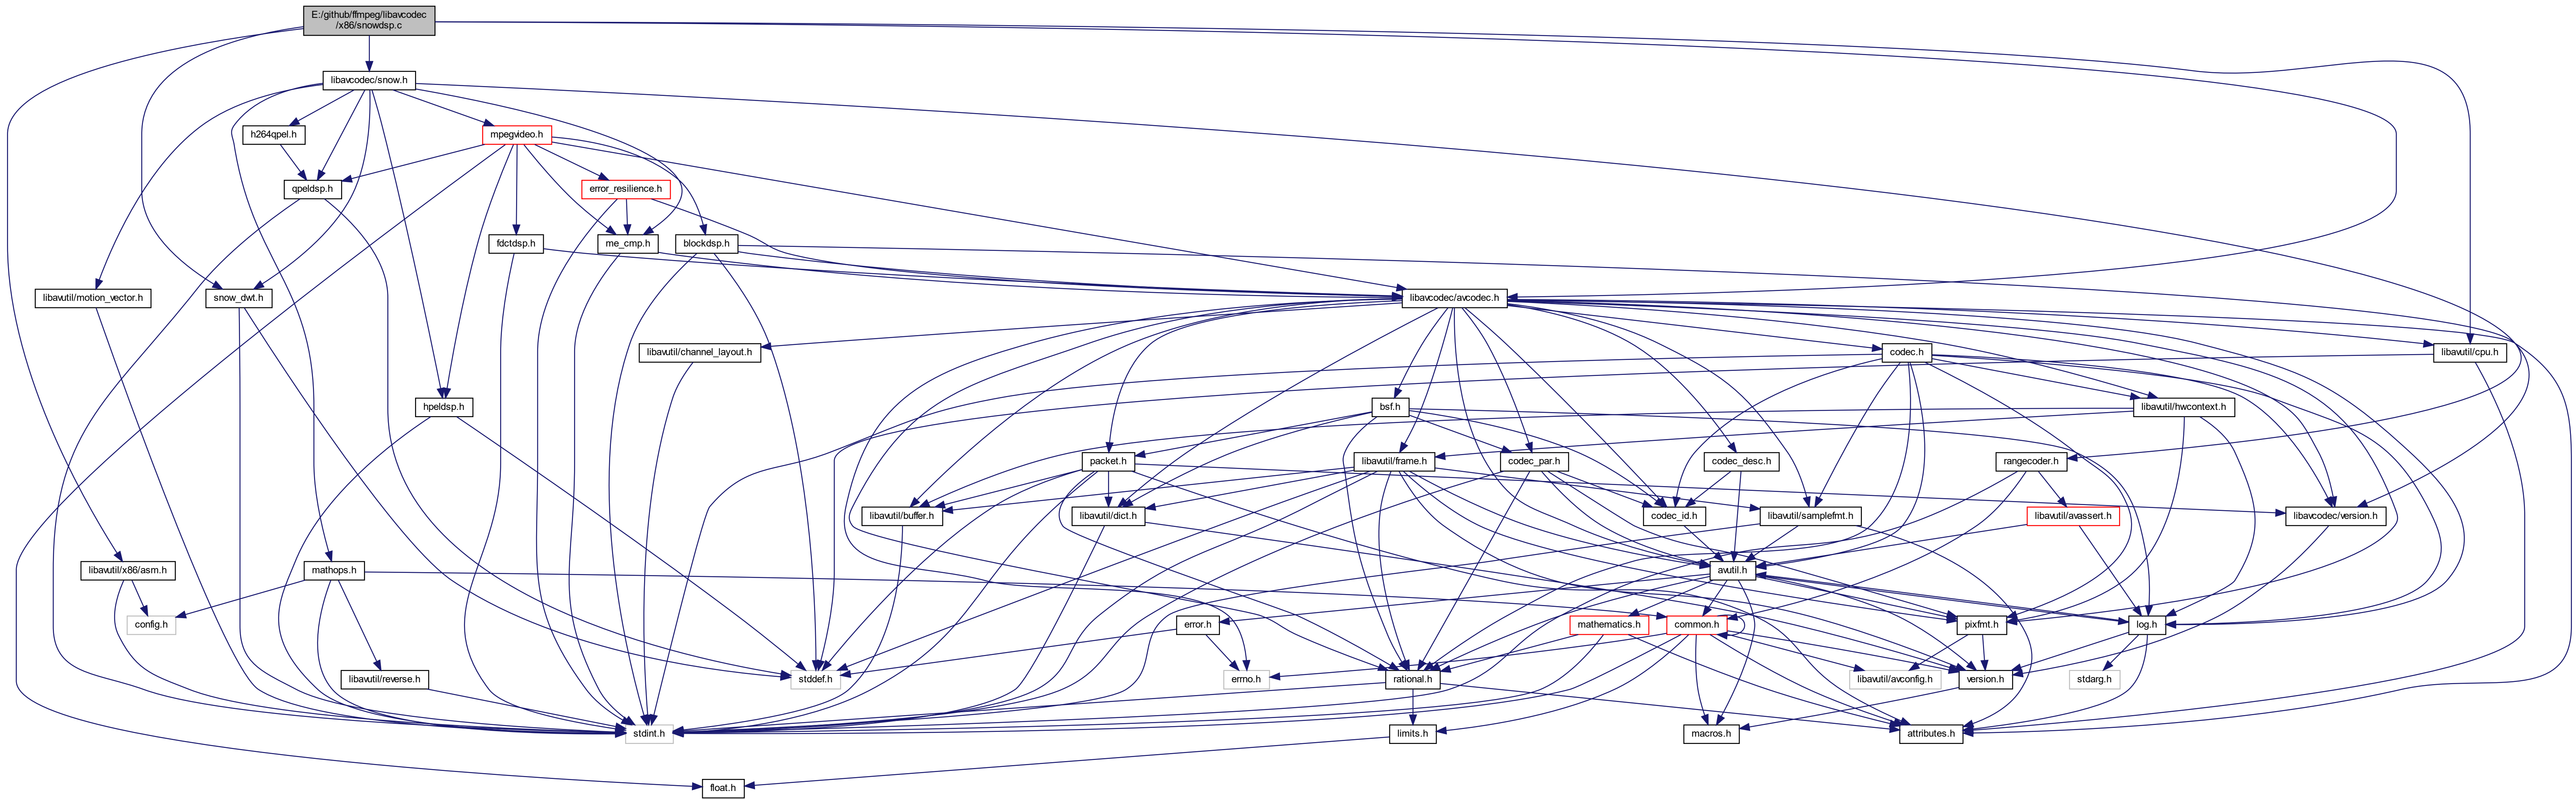 E:/github/ffmpeg/libavcodec
/x86/snowdsp.c
libavcodec/snow.h
h264qpel.h
mpegvideo.h
qpeldsp.h
error_resilience.h
fdctdsp.h
me_cmp.h
blockdsp.h
libavutil/motion_vector.h
snow_dwt.h
libavcodec/avcodec.h
libavutil/channel_layout.h
codec.h
libavutil/cpu.h
hpeldsp.h
bsf.h
libavutil/hwcontext.h
packet.h
libavutil/frame.h
codec_par.h
codec_desc.h
rangecoder.h
libavutil/buffer.h
libavutil/dict.h
codec_id.h
libavutil/samplefmt.h
libavutil/avassert.h
libavcodec/version.h
libavutil/x86/asm.h
mathops.h
avutil.h
config.h
error.h
mathematics.h
common.h
pixfmt.h
log.h
libavutil/reverse.h
stddef.h
errno.h
rational.h
libavutil/avconfig.h
version.h
stdarg.h
stdint.h
limits.h
macros.h
attributes.h
float.h